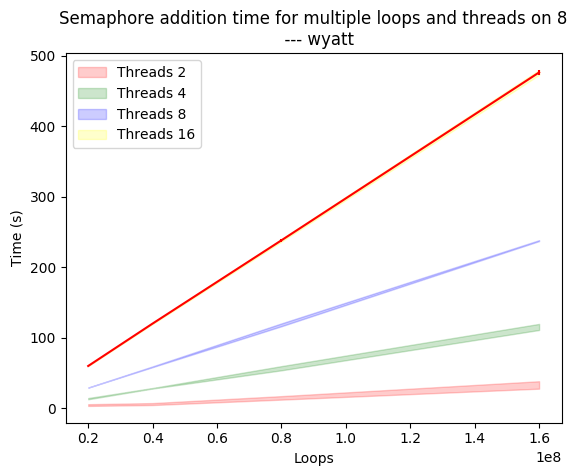 Semaphore addition time for multiple loops and threads on 8
--- wyatt
Threads 2
Threads 4
Threads 8
Threads 16
Time (s)
500
400
300
200
100
0
0.2 0.4 0.6 0.8 1.0 1.2 1.4 1.6
1e8
Loops